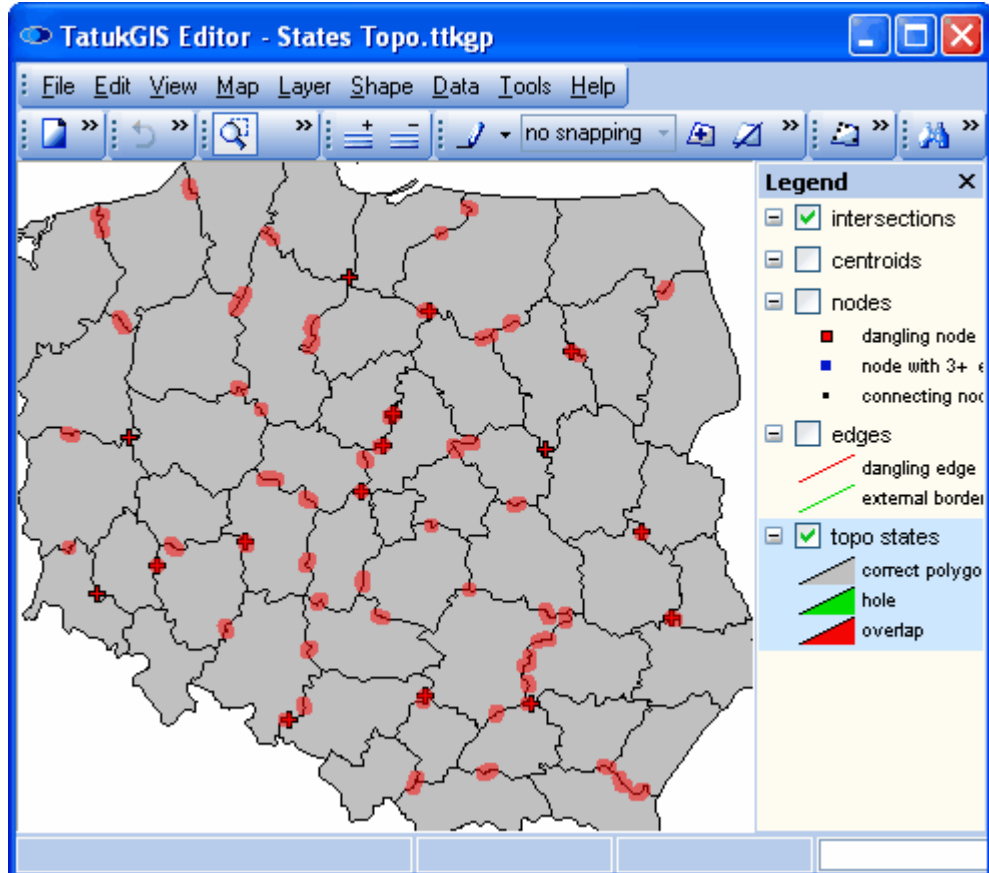 TatukGIS Editor - States Topo.ttkgp
File Edit View Map Layer Shape Data Tools Help
no snapping
Legend
intersections
centroids
nodes
dangling node
node with 3+ e
connecting noc
edges
dangling edge
external border
topo states
correct polygo
hole
overlap